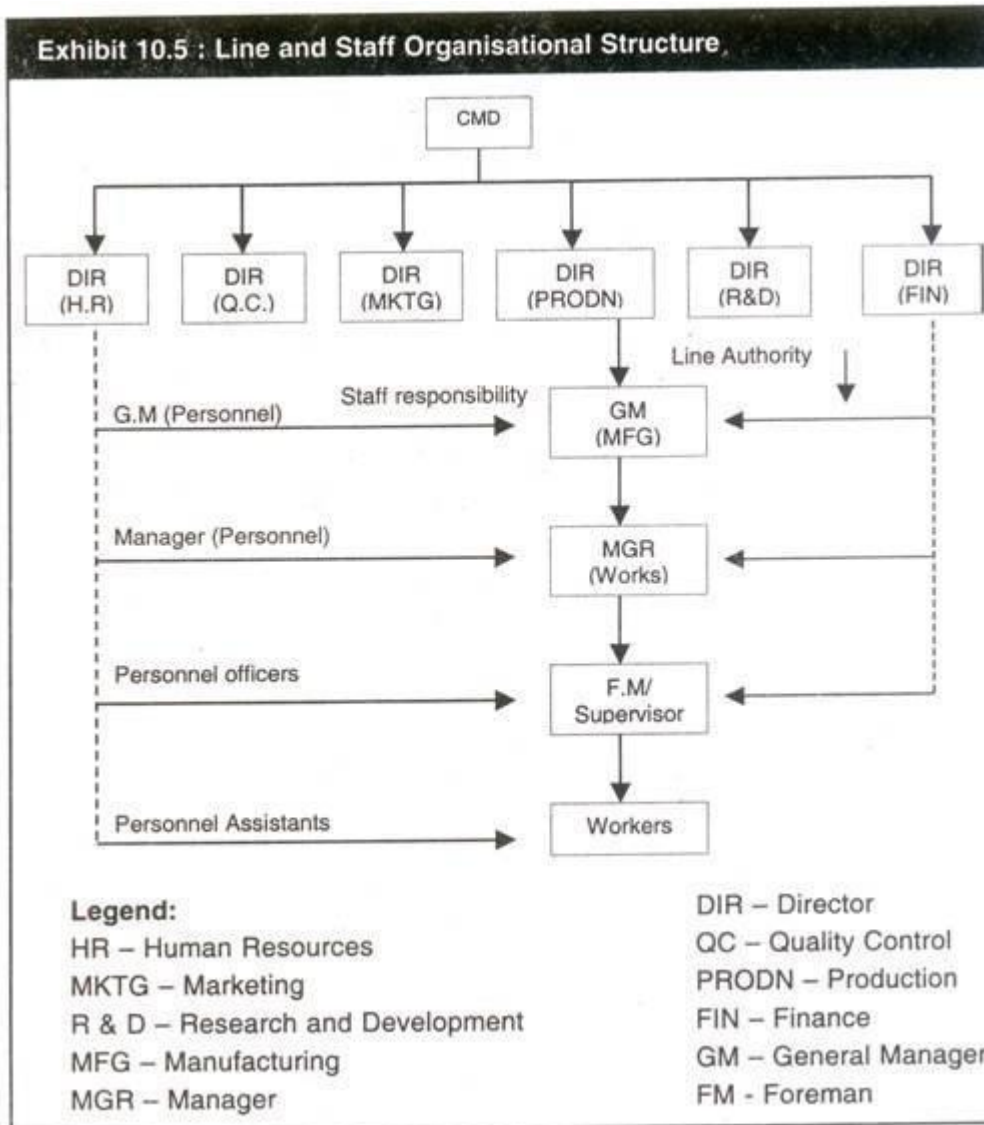 Exhibit 10.5 : Line and Staff Organisational Structure
CMD
DIR
(H.R)
DIR
(Q.C.)
DIR
(MKTG)
DIR
(PRODN)
DIR
(R&D)
DIR
(FIN)
Line Authority
Staff responsibility
G.M (Personnel)
GM
(MFG)
Manager (Personnel)
MGR
(Works)
Personnel officers
F.M/
Supervisor
Personnel Assistants
Workers
Legend:
HR – Human Resources
MKTG – Marketing
R & D – Research and Development
MFG – Manufacturing
MGR – Manager
DIR – Director
QC – Quality Control
PRODN – Production
FIN – Finance
GM – General Manager
FM - Foreman